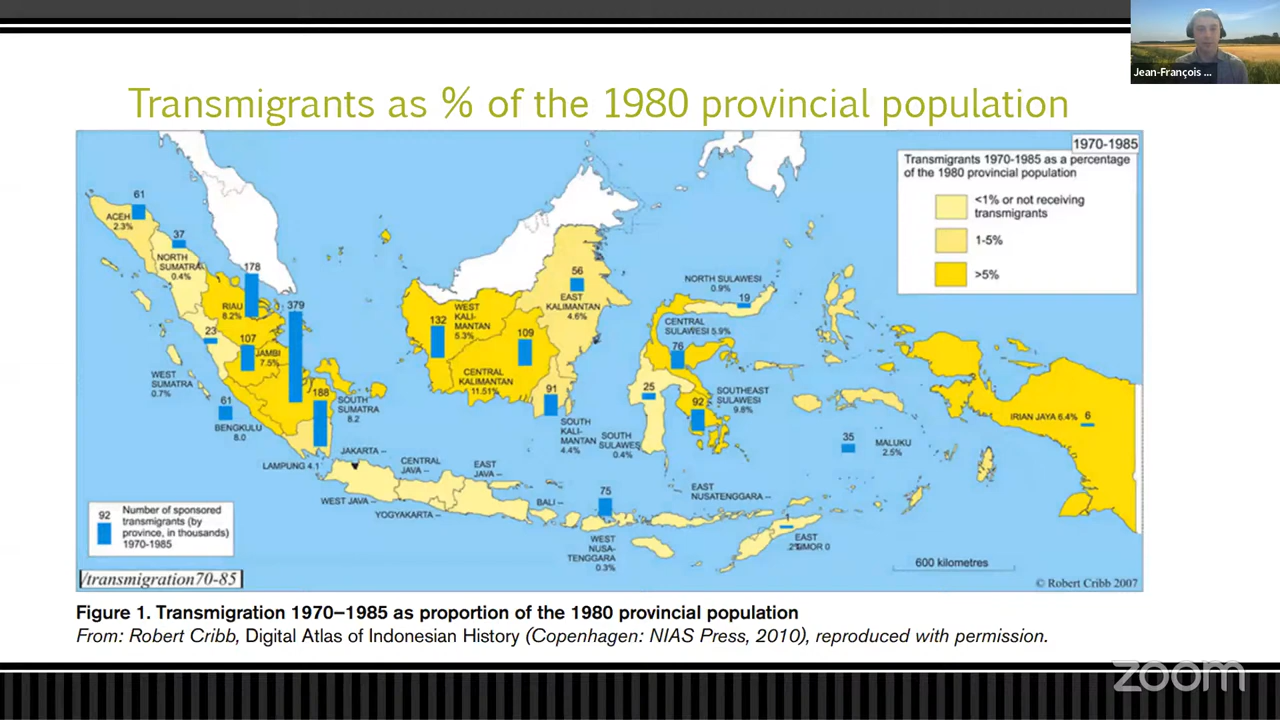 Jean-François ...
Transmigrants as % of the 1980 provincial population
1970-1985
Transmigrants 1970-1985 as a percentage
of the 1980 provincial population
<1% or not receiving
transmigrants
1-5%
>5%
61
ACEH
2.3%
37
NORTH
SUMATRA
0.4%
178
RIAU
8.2%
379
23
107
JAMBI
7.5%
WEST
SUMATRA
0.7%
61
BENGKULU
8.0
188
SOUTH
SUMATRA
8.2
LAMPUNG 4.1
132
WEST
KALI-
MANTAN
5.3%
109
CENTRAL
KALIMANTAN
11.51%
56
EAST
KALIMANTAN
4.6%
91
SOUTH
KALI-
MANTAN
4.4%
NORTH SULAWESI
0.9%
19
CENTRAL
SULAWESI 5.9%
76
25
SOUTH
SULAWES
0.4%
92
SOUTHEAST
SULAWESI
9.8%
35
MALUKU
2.5%
IRIAN JAYA 6.4%
6
JAKARTA –
CENTRAL
JAVA –
EAST
JAVA –
WEST JAVA –
YOGYAKARTA –
BALI –
75
WEST
NUSA-
TENGGARA
0.3%
EAST
NUSATENGGARA –
1
EAST
TIMOR 0
92
Number of sponsored
transmigrants (by
province, in thousands)
1970-1985
600 kilometres
/transmigration70-85
© Robert Cribb 2007
Figure 1. Transmigration 1970–1985 as proportion of the 1980 provincial population
From: Robert Cribb, Digital Atlas of Indonesian History (Copenhagen: NIAS Press, 2010), reproduced with permission.
zoom